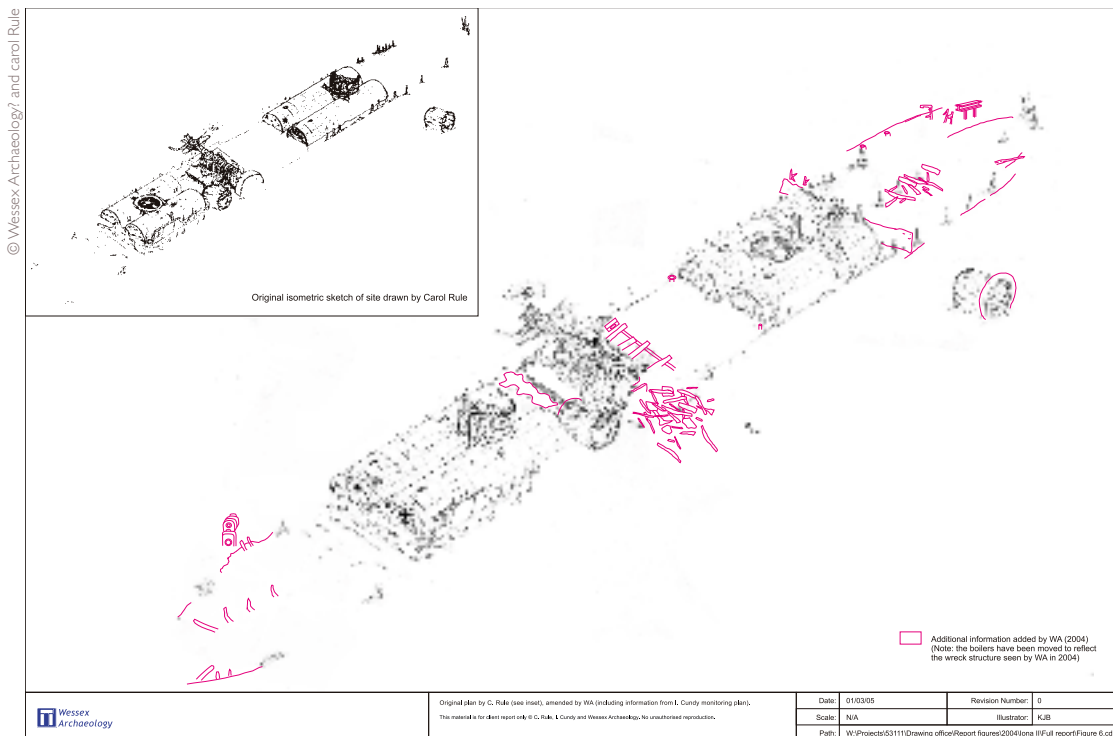 © Wessex Archaeology? and carol Rule
Original isometric sketch of site drawn by Carol Rule
Additional information added by WA (2004)
(Note: the boilers have been moved to reflect
the wreck structure seen by WA in 2004)
Wessex
Archaeology
Original plan by C. Rule (see inset), amended by WA (including information from I. Cundy monitoring plan).
This material is for client report only © C. Rule, I. Cundy and Wessex Archaeology. No unauthorised reproduction.
Date: 01/03/05 Revision Number: 0
Scale: N/A Illustrator: KJB
Path: W:\Projects\53111\Drawing office\Report figures\2004\Iona II\Full report\Figure 6.cd